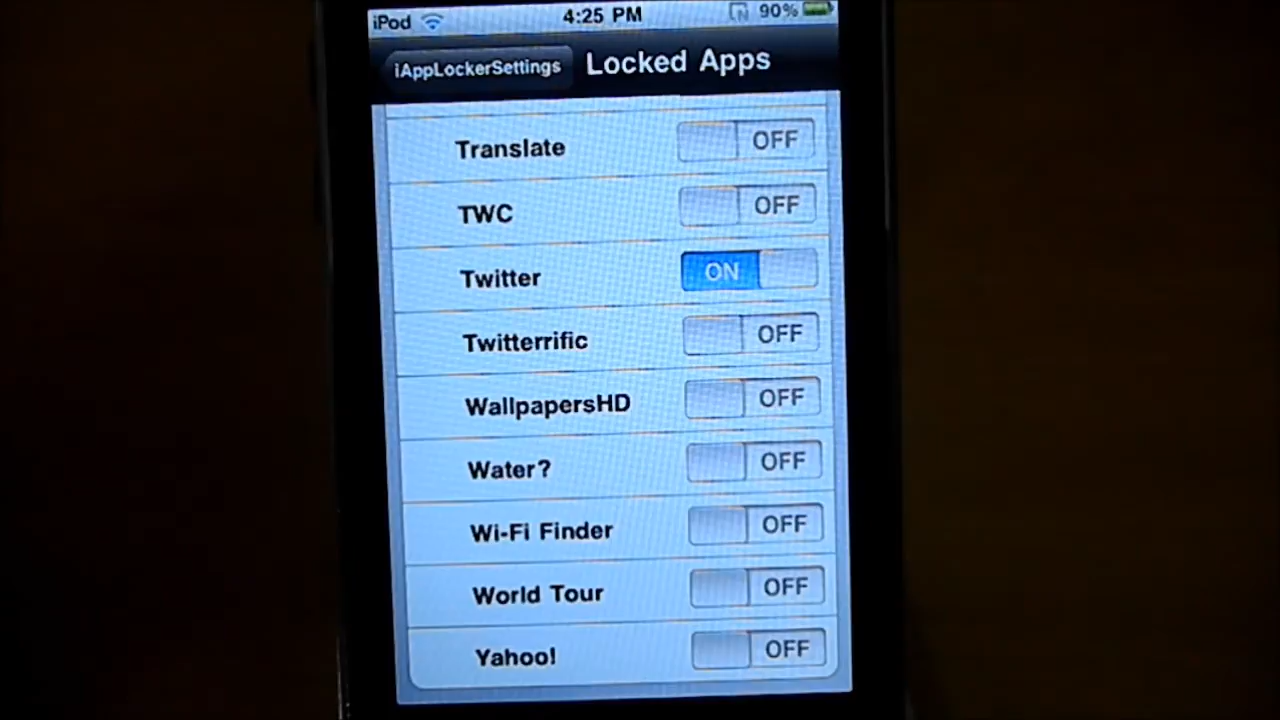 iPod 4:25 PM 90%
iAppLockerSettings Locked Apps
Translate OFF
TWC OFF
Twitter ON
Twitterrific OFF
WallpapersHD OFF
Water? OFF
Wi-Fi Finder OFF
World Tour OFF
Yahoo! OFF